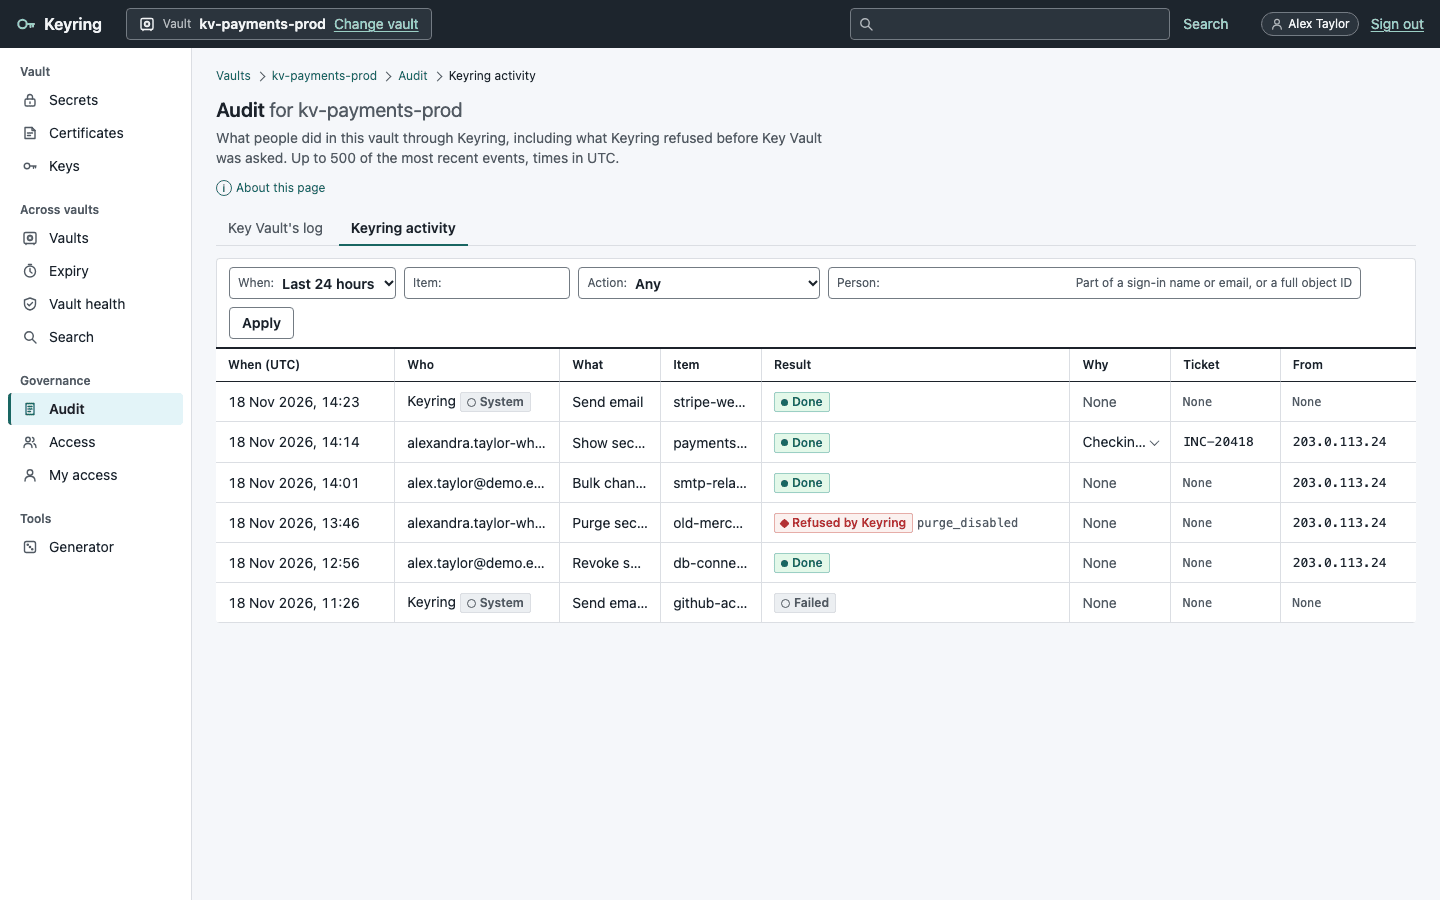 Keyring
Vault kv-payments-prod Change vault
Search
Alex Taylor
Sign out
Vault
Secrets
Certificates
Keys
Across vaults
Vaults
Expiry
Vault health
Search
Governance
Audit
Access
My access
Tools
Generator
Vaults > kv-payments-prod > Audit > Keyring activity
Audit for kv-payments-prod
What people did in this vault through Keyring, including what Keyring refused before Key Vault
was asked. Up to 500 of the most recent events, times in UTC.
About this page
Key Vault's log Keyring activity
When: Last 24 hours Item: Action: Any Person: Part of a sign-in name or email, or a full object ID
Apply
When (UTC) Who What Item Result Why Ticket From
18 Nov 2026, 14:23 Keyring System Send email stripe-we... Done None None None
18 Nov 2026, 14:14 alexandra.taylor-wh... Show sec... payments... Done Checkin... INC-20418 203.0.113.24
18 Nov 2026, 14:01 alex.taylor@demo.e... Bulk chan... smtp-rela... Done None None 203.0.113.24
18 Nov 2026, 13:46 alexandra.taylor-wh... Purge sec... old-merc... Refused by Keyring purge_disabled None None 203.0.113.24
18 Nov 2026, 12:56 alex.taylor@demo.e... Revoke s... db-conne... Done None None 203.0.113.24
18 Nov 2026, 11:26 Keyring System Send ema... github-ac... Failed None None None